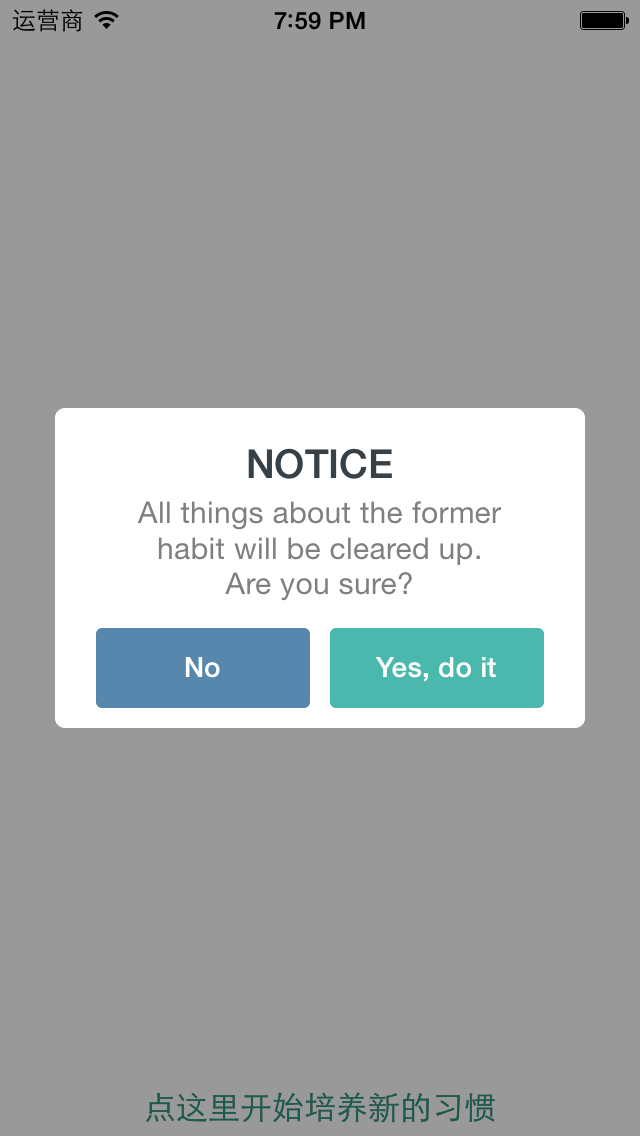 运营商 7:59 PM
NOTICE
All things about the former
habit will be cleared up.
Are you sure?
No Yes, do it
点这里开始培养新的习惯